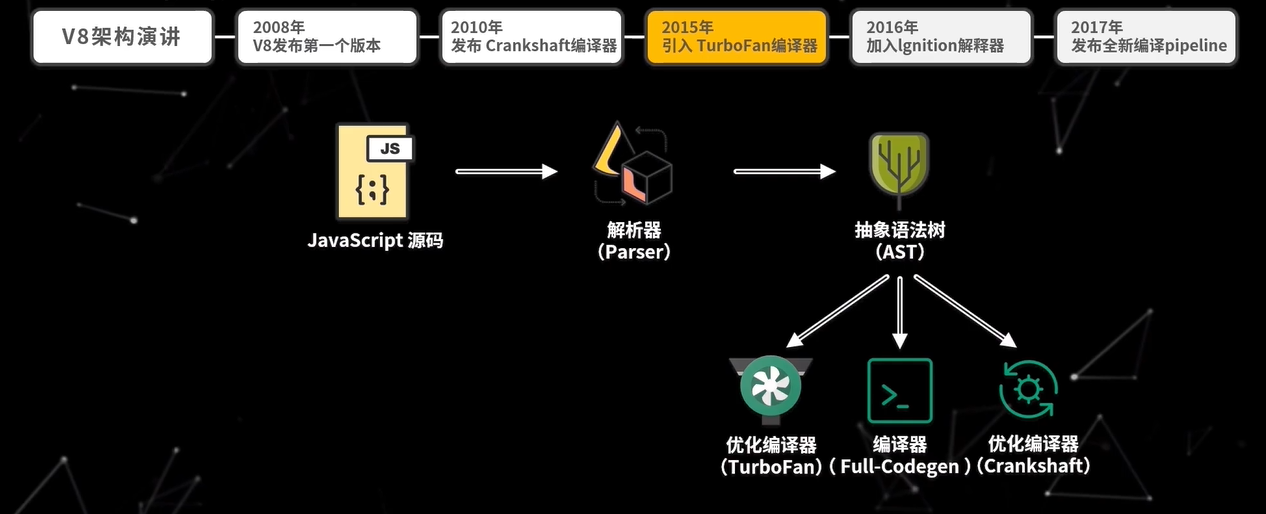 V8架构演讲
2008年
V8发布第一个版本
2010年
发布 Crankshaft编译器
2015年
引入 TurboFan编译器
2016年
加入lgnition解释器
2017年
发布全新编译pipeline
JS
{;}
JavaScript 源码
解析器
（Parser）
抽象语法树
（AST）
>_
优化编译器
（TurboFan）
编译器
（ Full-Codegen ）
优化编译器
（Crankshaft）